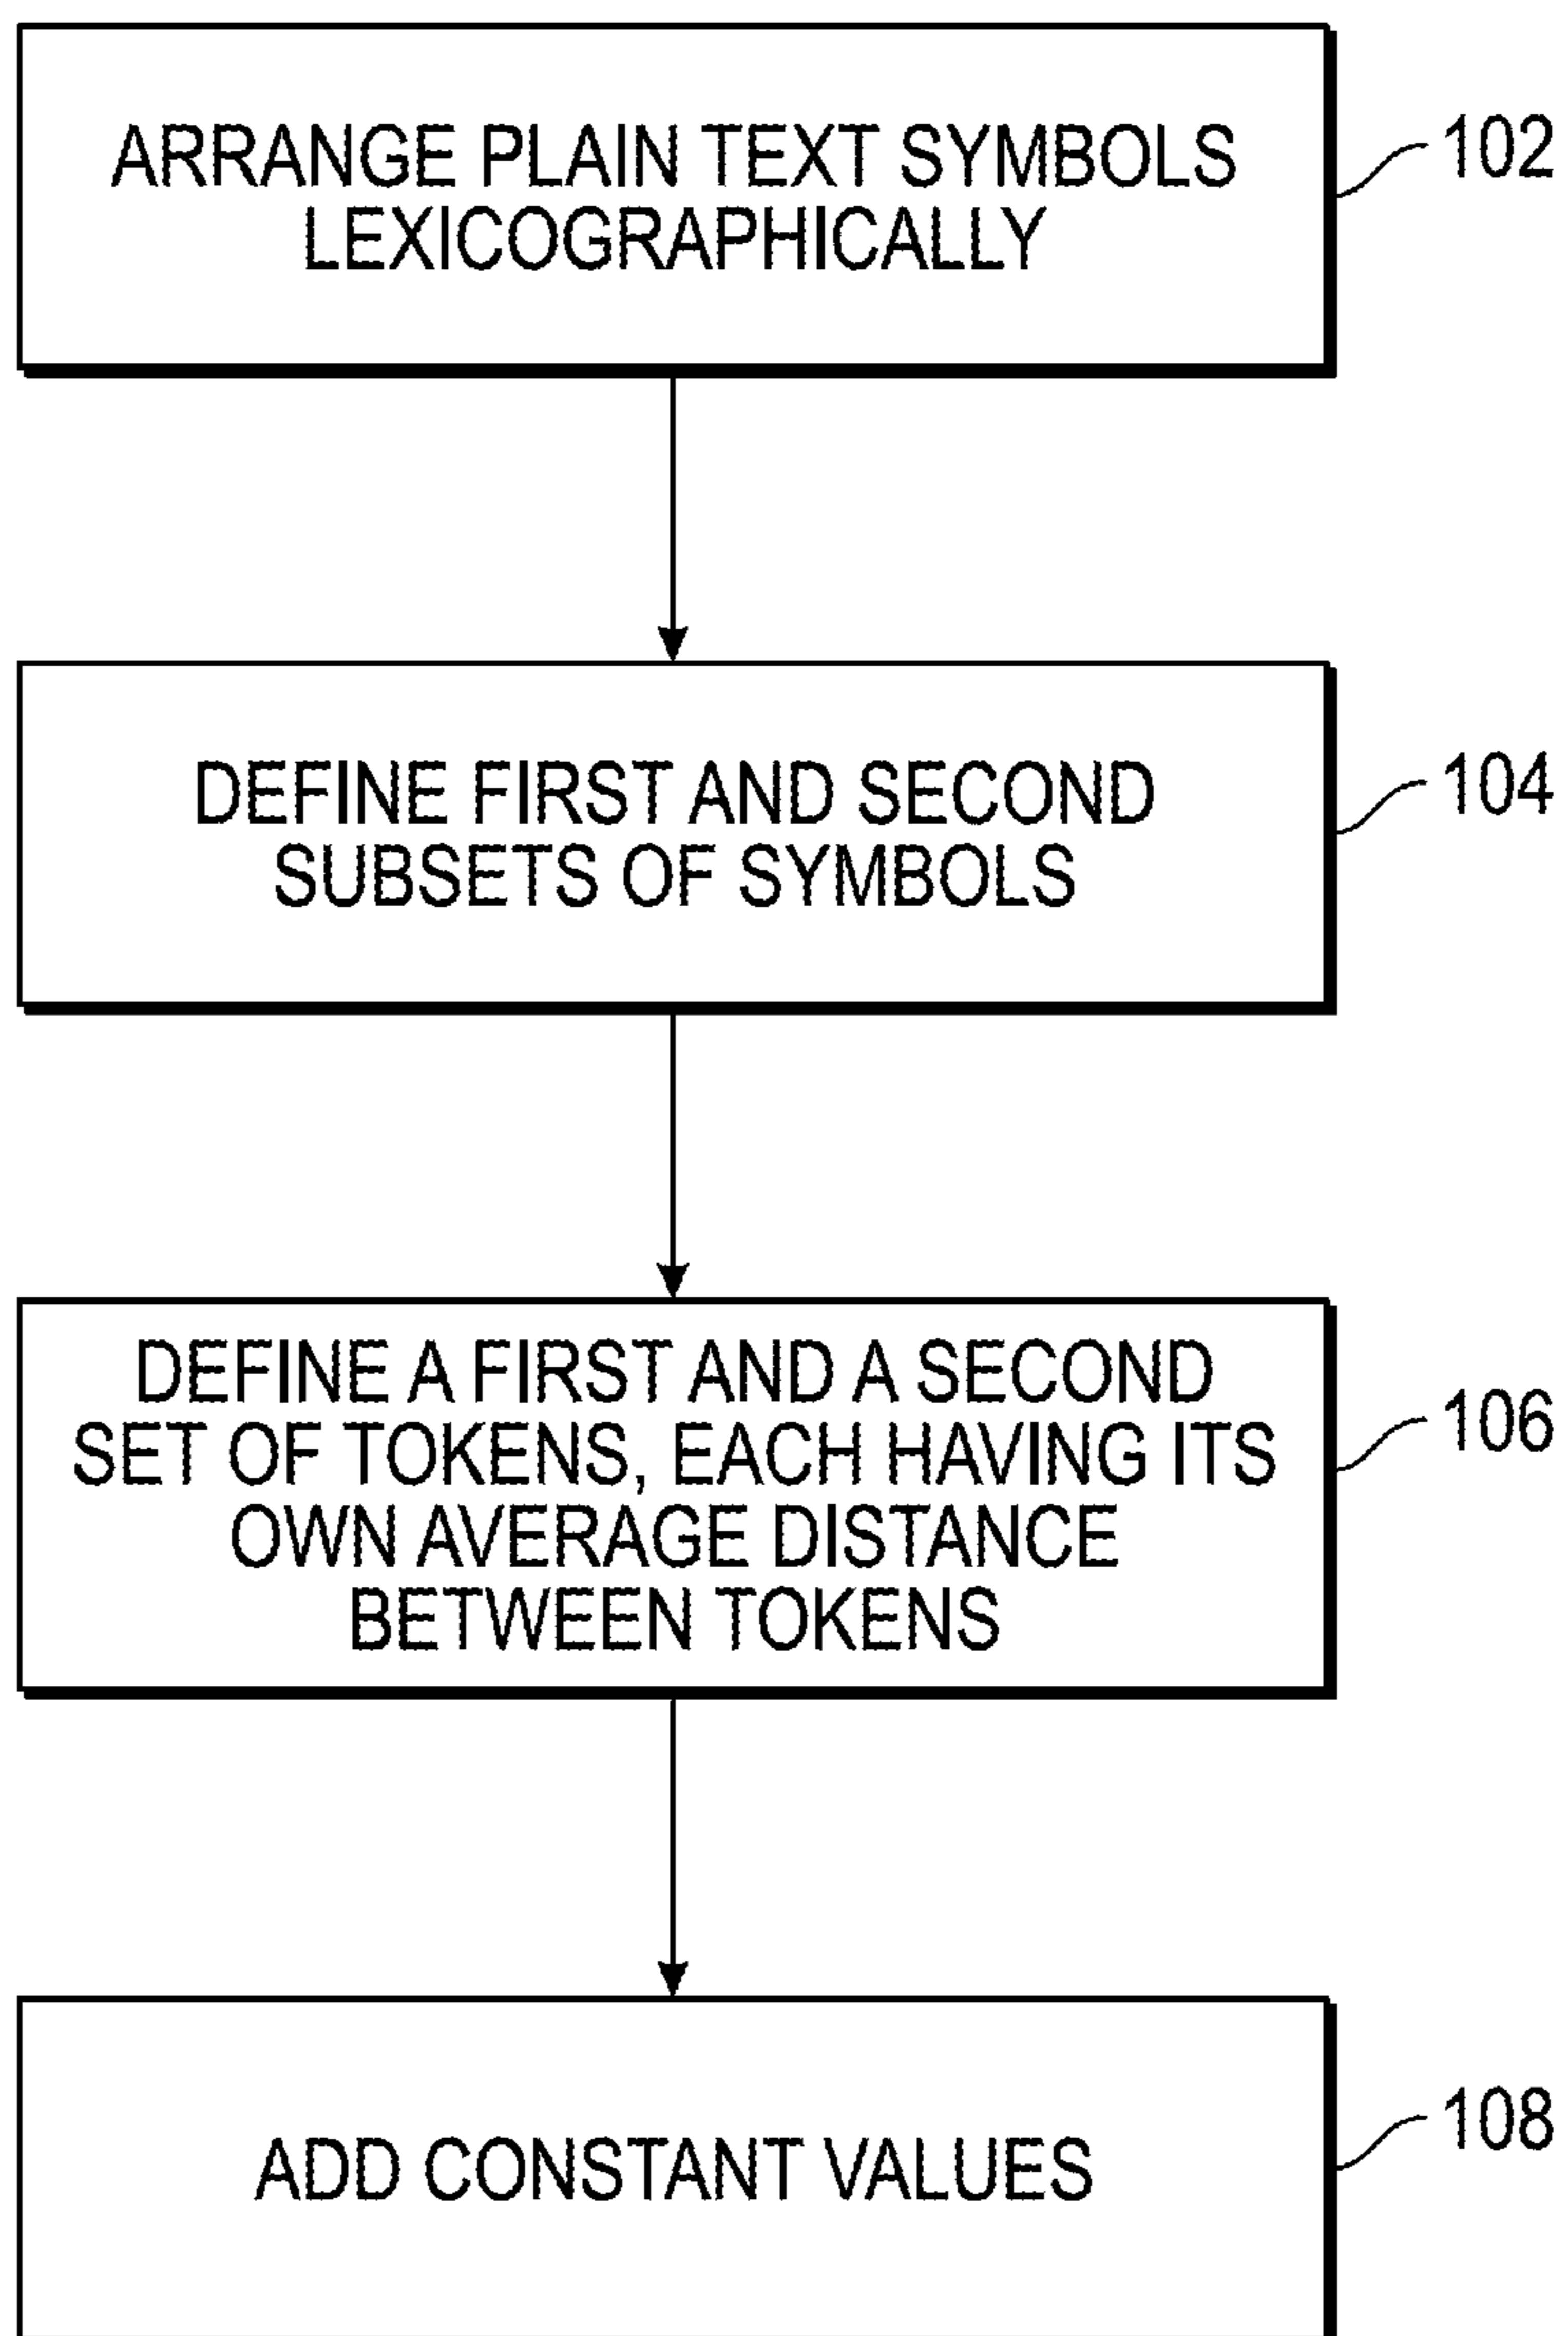 ARRANGE PLAIN TEXT SYMBOLS
LEXICOGRAPHICALLY
102
DEFINE FIRST AND SECOND
SUBSETS OF SYMBOLS
104
DEFINE A FIRST AND A SECOND
SET OF TOKENS, EACH HAVING ITS
OWN AVERAGE DISTANCE
BETWEEN TOKENS
106
ADD CONSTANT VALUES
108